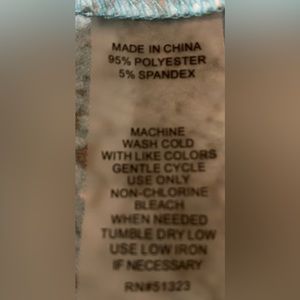 MADE IN CHINA
95% POLYESTER
5% SPANDEX
MACHINE
WASH COLD
WITH LIKE COLORS
GENTLE CYCLE
USE ONLY
NON-CHLORINE
BLEACH
WHEN NEEDED
TUMBLE DRY LOW
USE LOW IRON
IF NECESSARY
RN#51323